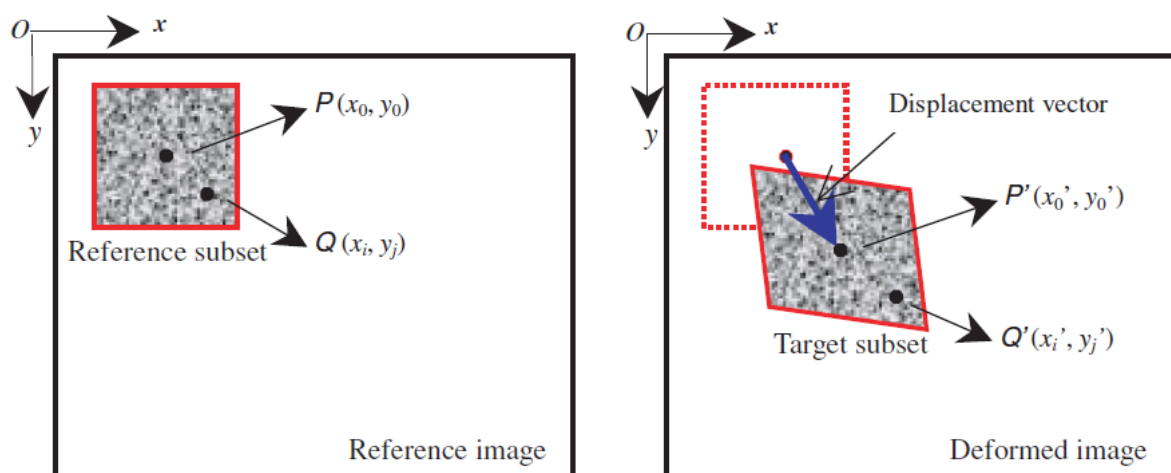 O x
y
P(x₀, y₀)
Q(xᵢ, yⱼ)
Reference subset
Reference image
O x
y
Displacement vector
P’(x₀’, y₀’)
Q’(xᵢ’, yⱼ’)
Target subset
Deformed image